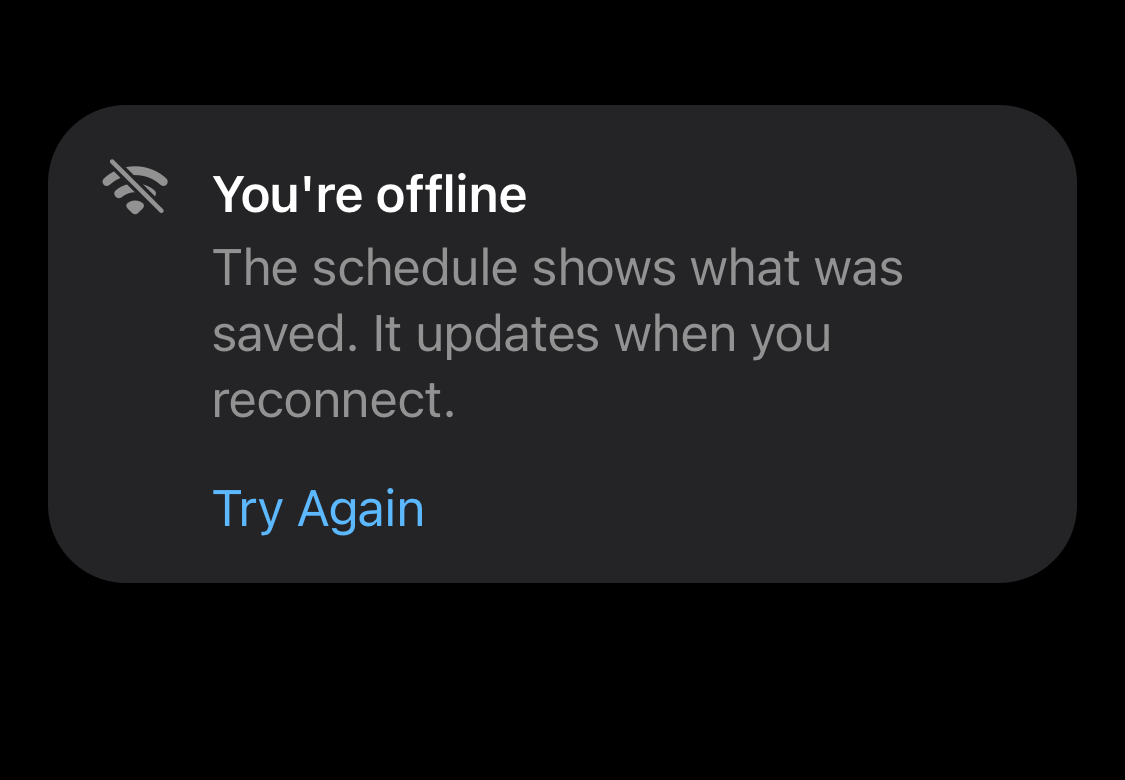 You're offline
The schedule shows what was
saved. It updates when you
reconnect.
Try Again